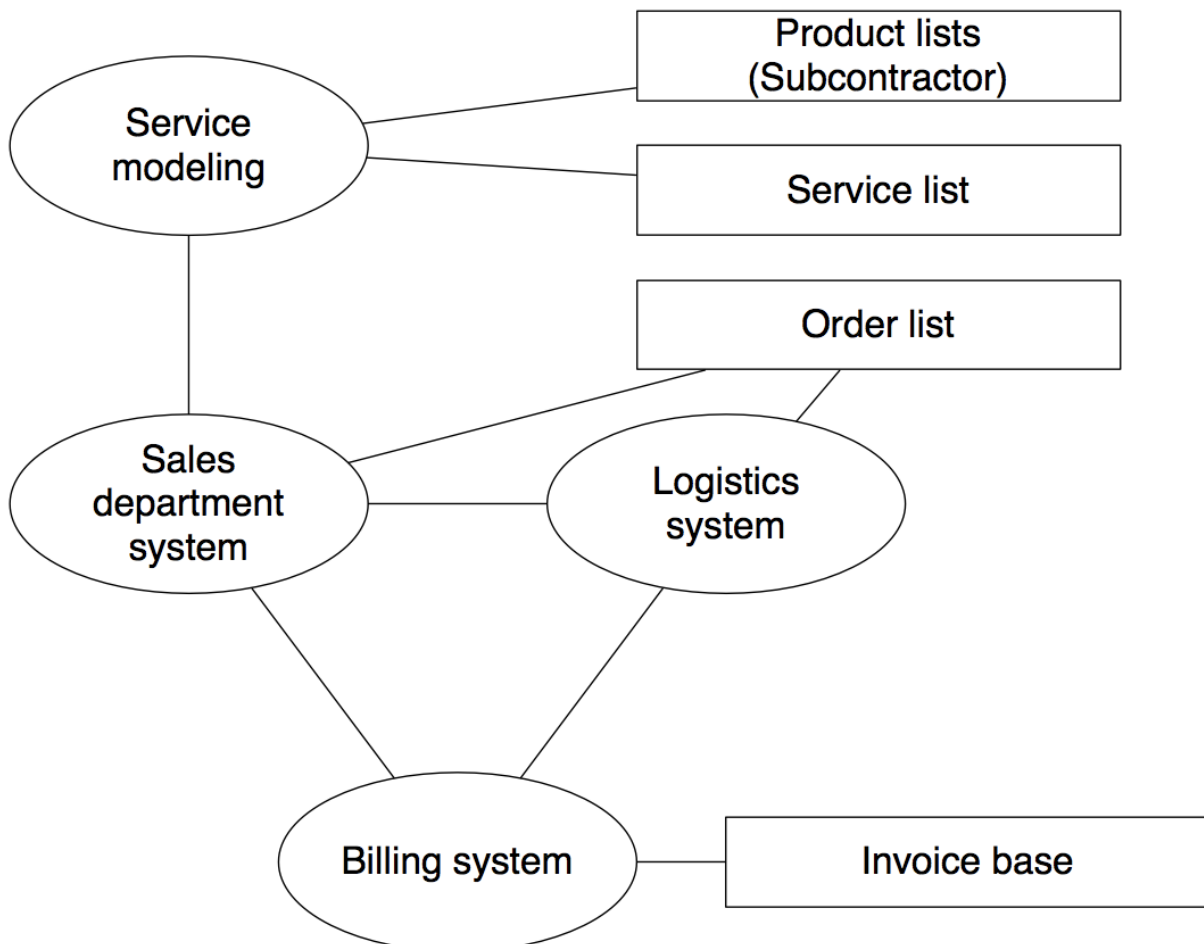 Product lists
(Subcontractor)
Service
modeling
Service list
Order list
Sales
department
system
Logistics
system
Billing system
Invoice base